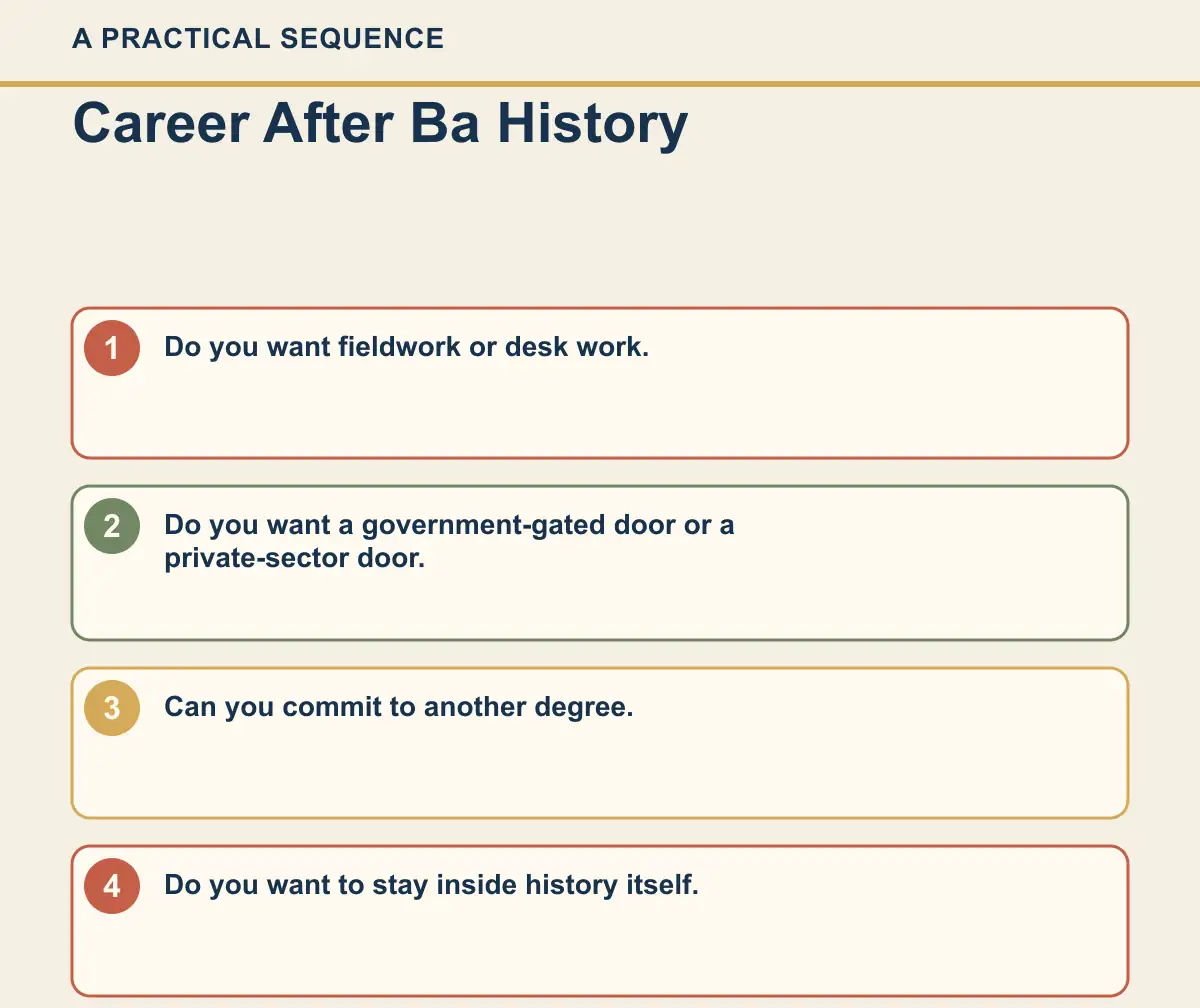 A PRACTICAL SEQUENCE
Career After Ba History
1
Do you want fieldwork or desk work.
2
Do you want a government-gated door or a
private-sector door.
3
Can you commit to another degree.
4
Do you want to stay inside history itself.